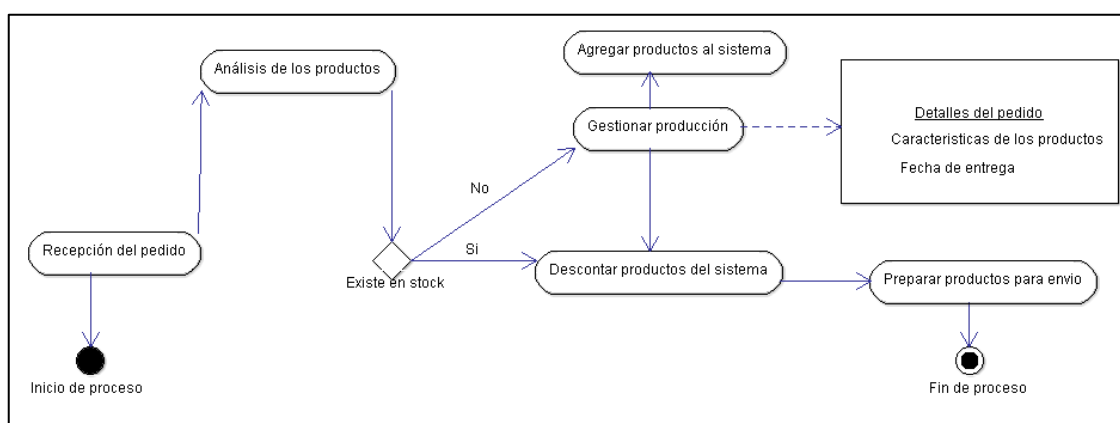 Agregar productos al sistema
Análisis de los productos
Detalles del pedido
Gestionar producción
Caracteristicas de los productos
Fecha de entrega
No
Recepción del pedido
Si
Descontar productos del sistema
Existe en stock
Preparar productos para envio
Inicio de proceso
Fin de proceso